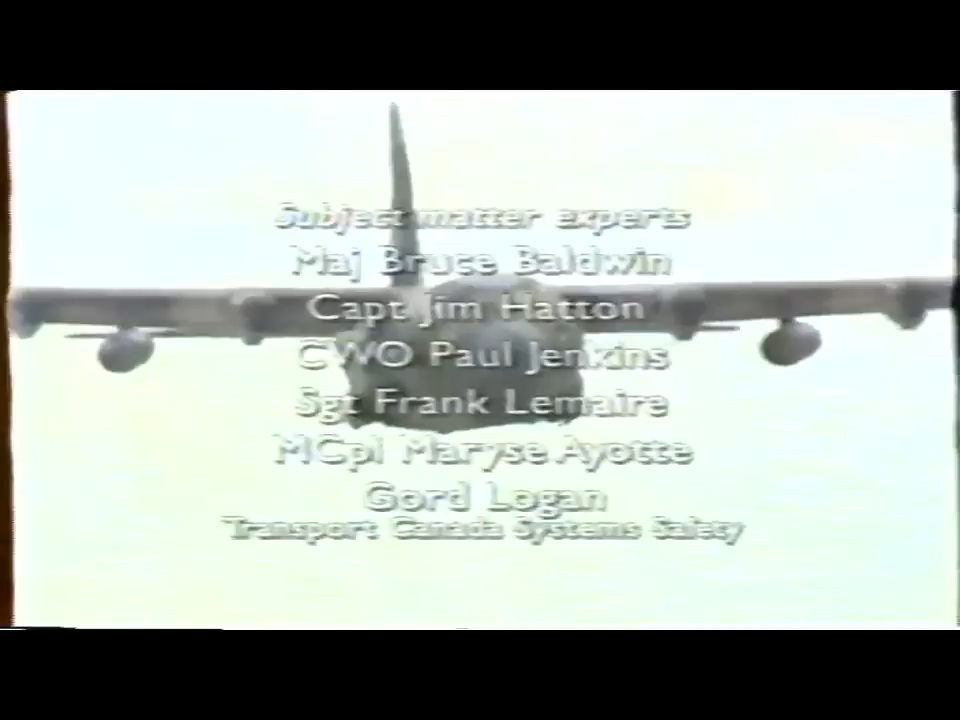 Subject matter experts
Maj Bruce Baldwin
Capt Jim Hatton
CWO Paul Jenkins
Sgt Frank Lemaire
MCpl Maryse Ayotte
Gord Logan
Transport Canada Systems Safety